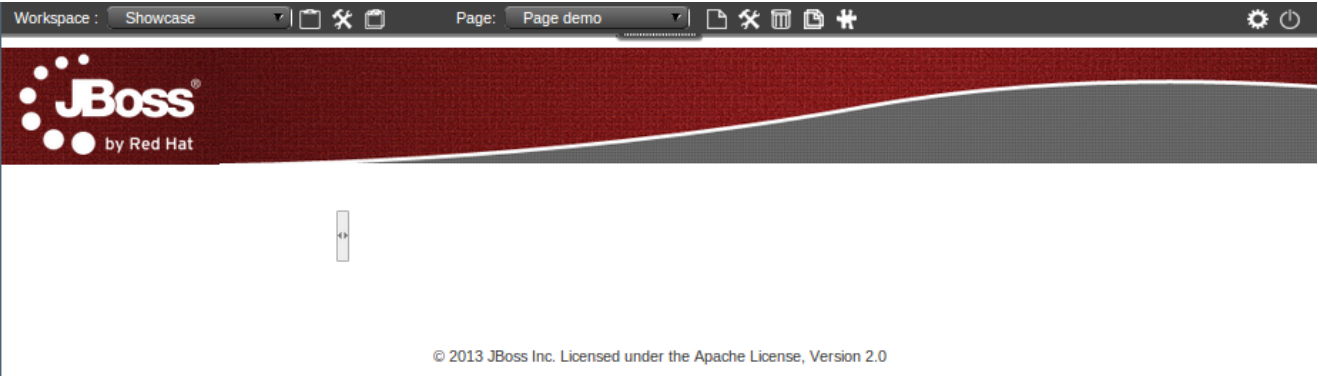 Workspace : Showcase Page: Page demo
JBoss®
by Red Hat
© 2013 JBoss Inc. Licensed under the Apache License, Version 2.0